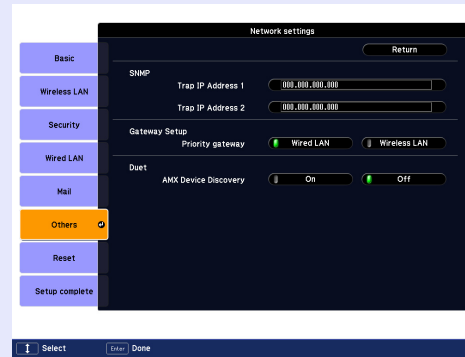 Network settings
Return
Basic
Wireless LAN
Security
Wired LAN
Mail
Others
Reset
Setup complete
SNMP
Trap IP Address 1 000.000.000.000
Trap IP Address 2 000.000.000.000
Gateway Setup
Priority gateway Wired LAN Wireless LAN
Duet
AMX Device Discovery On Off
Select Enter Done